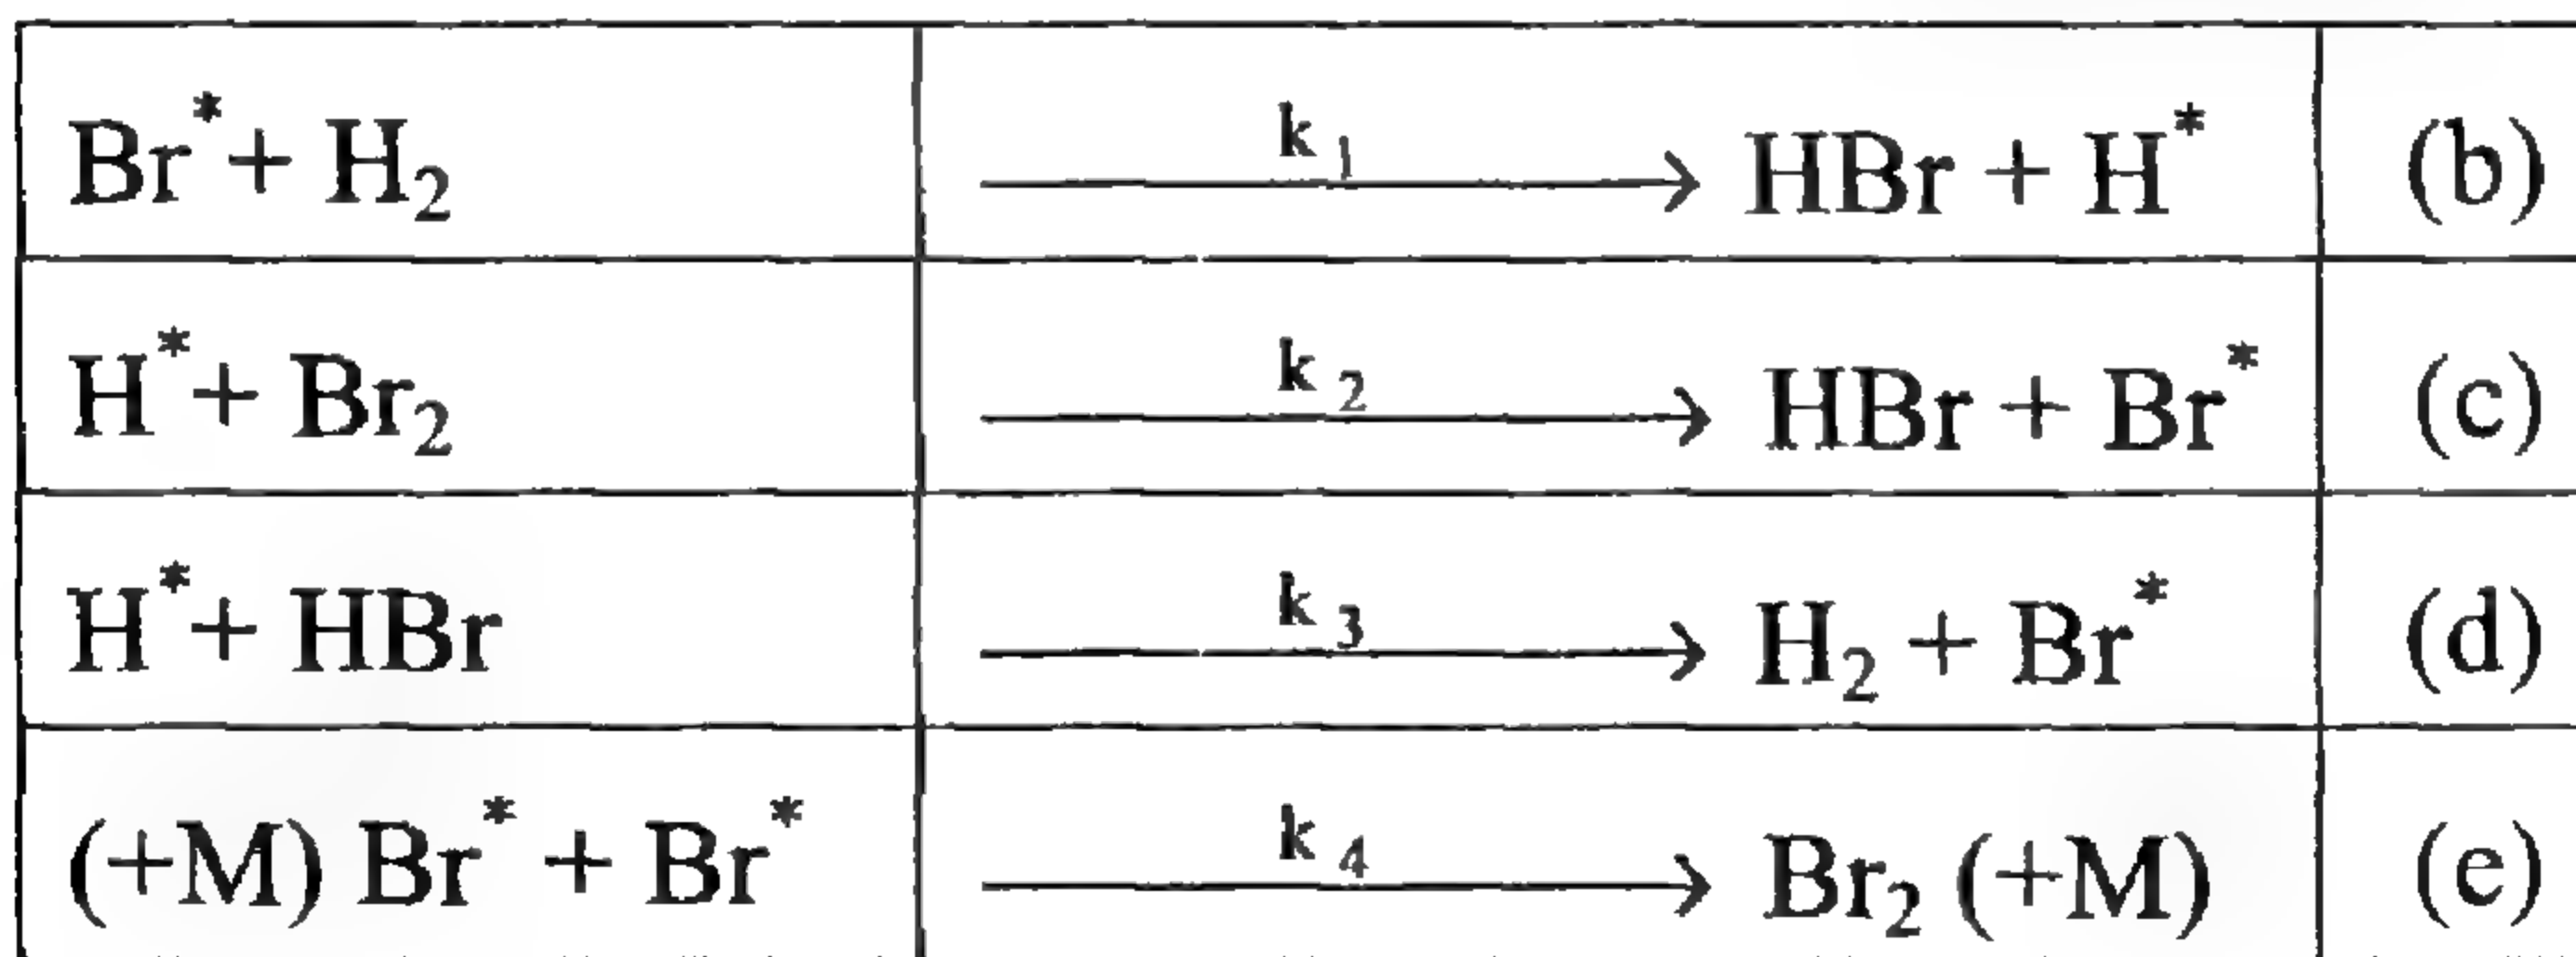 Br* + H₂ k₁ → HBr + H* (b)
H* + Br₂ k₂ → HBr + Br* (c)
H* + HBr k₃ → H₂ + Br* (d)
(+M) Br* + Br* k₄ → Br₂ (+M) (e)